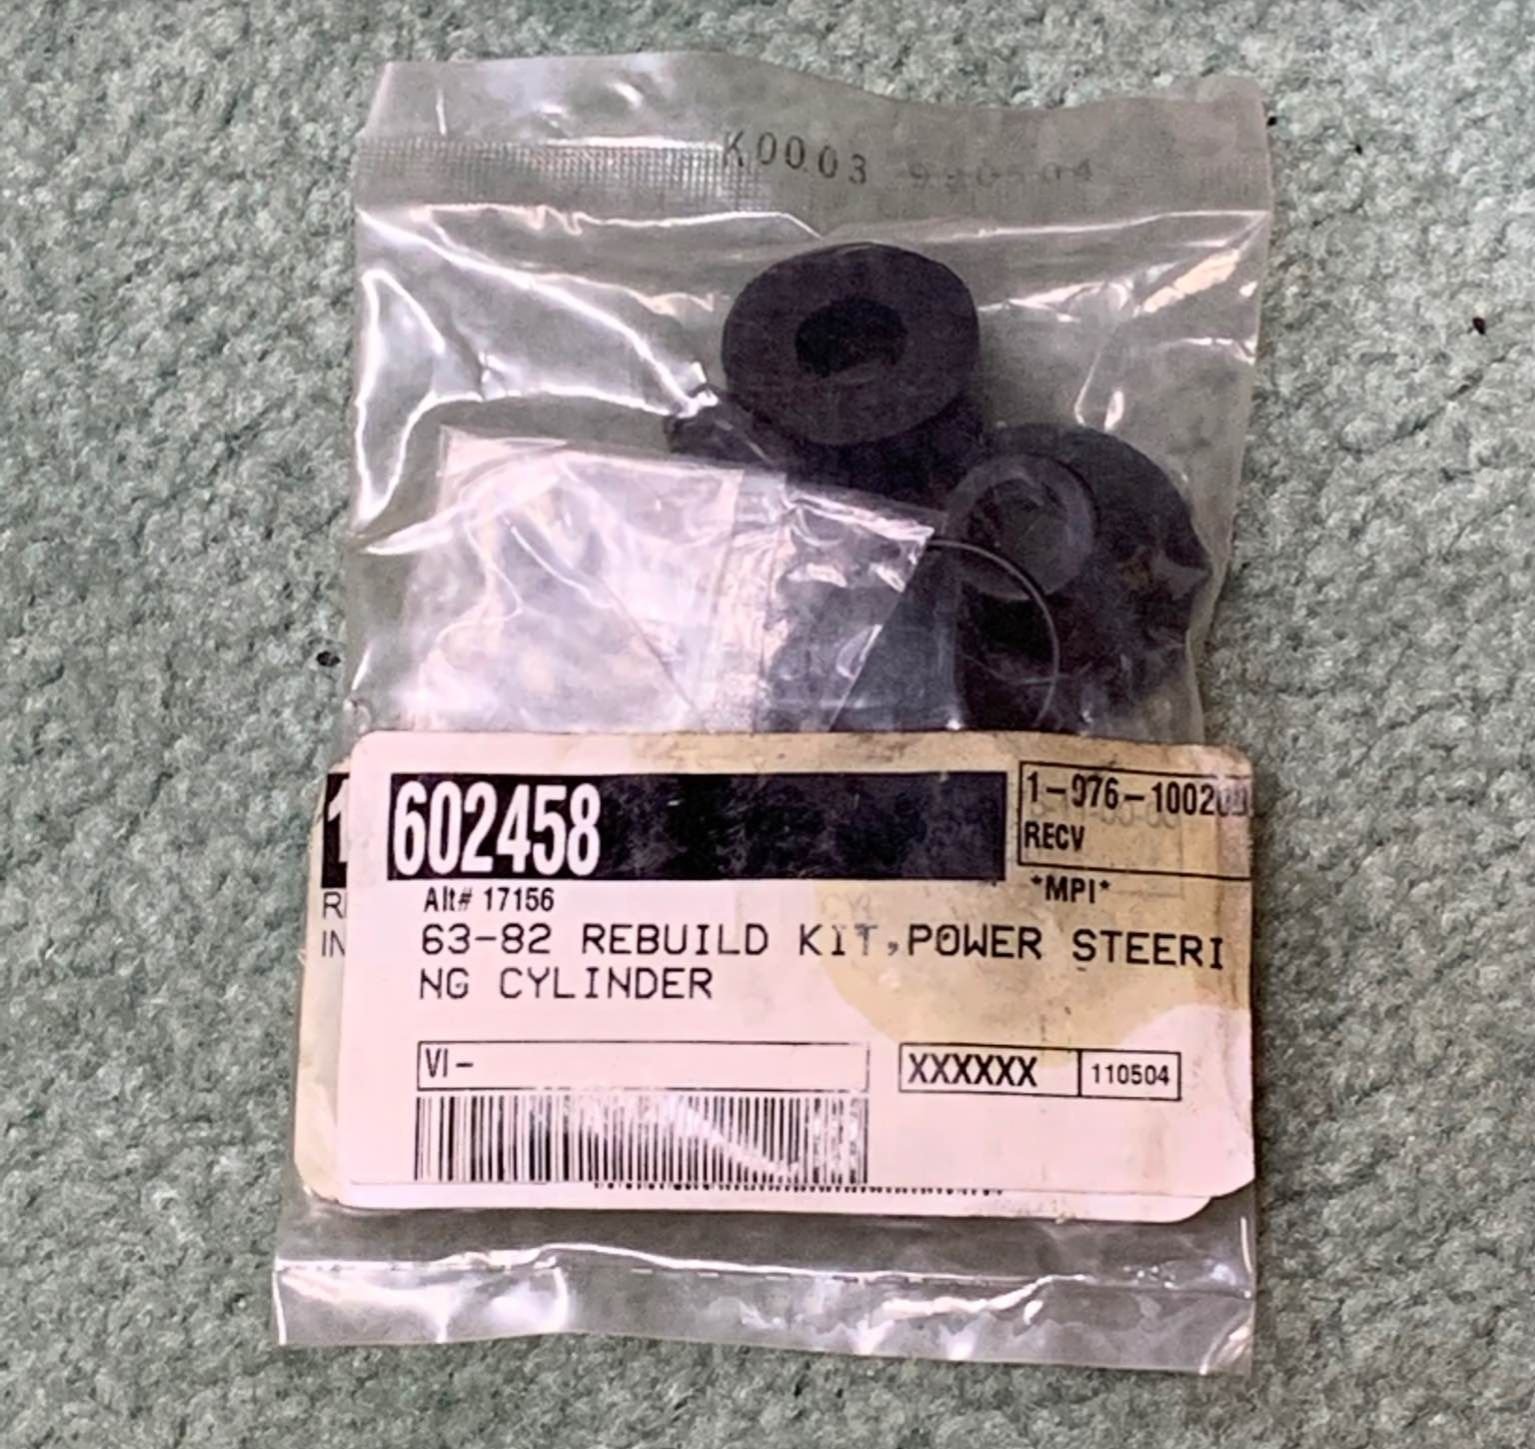 K0003
602458
1-976-10020
RECV
Alt# 17156
*MPI*
63-82 REBUILD KIT,POWER STEERI
NG CYLINDER
VI-
XXXXXX
110504